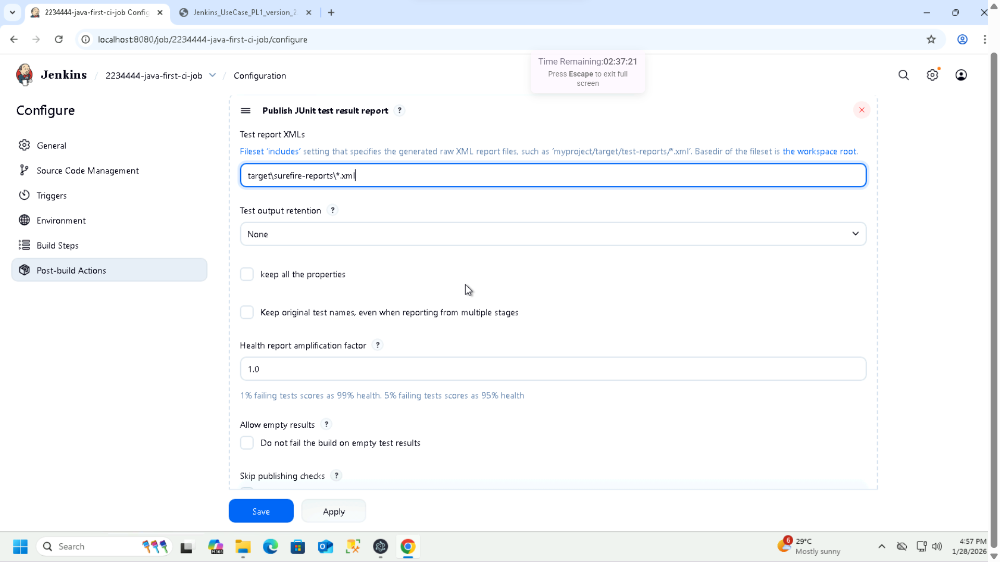 2234444-java-first-ci-job Config
Jenkins_UseCase_PL1_version_2
localhost:8080/job/2234444-java-first-ci-job/configure
Time Remaining:02:37:21
Press Escape to exit full
screen
Jenkins / 2234444-java-first-ci-job / Configuration
Configure
General
Source Code Management
Triggers
Environment
Build Steps
Post-build Actions
Publish JUnit test result report ?
Test report XMLs
Fileset 'includes' setting that specifies the generated raw XML report files, such as 'myproject/target/test-reports/*.xml'. Basedir of the fileset is the workspace root.
target\surefire-reports\*.xml
Test output retention ?
None
keep all the properties
Keep original test names, even when reporting from multiple stages
Health report amplification factor ?
1.0
1% failing tests scores as 99% health. 5% failing tests scores as 95% health
Allow empty results ?
Do not fail the build on empty test results
Skip publishing checks ?
Save
Apply
Search
M365
6
29°C
Mostly sunny
4:57 PM
1/28/2026